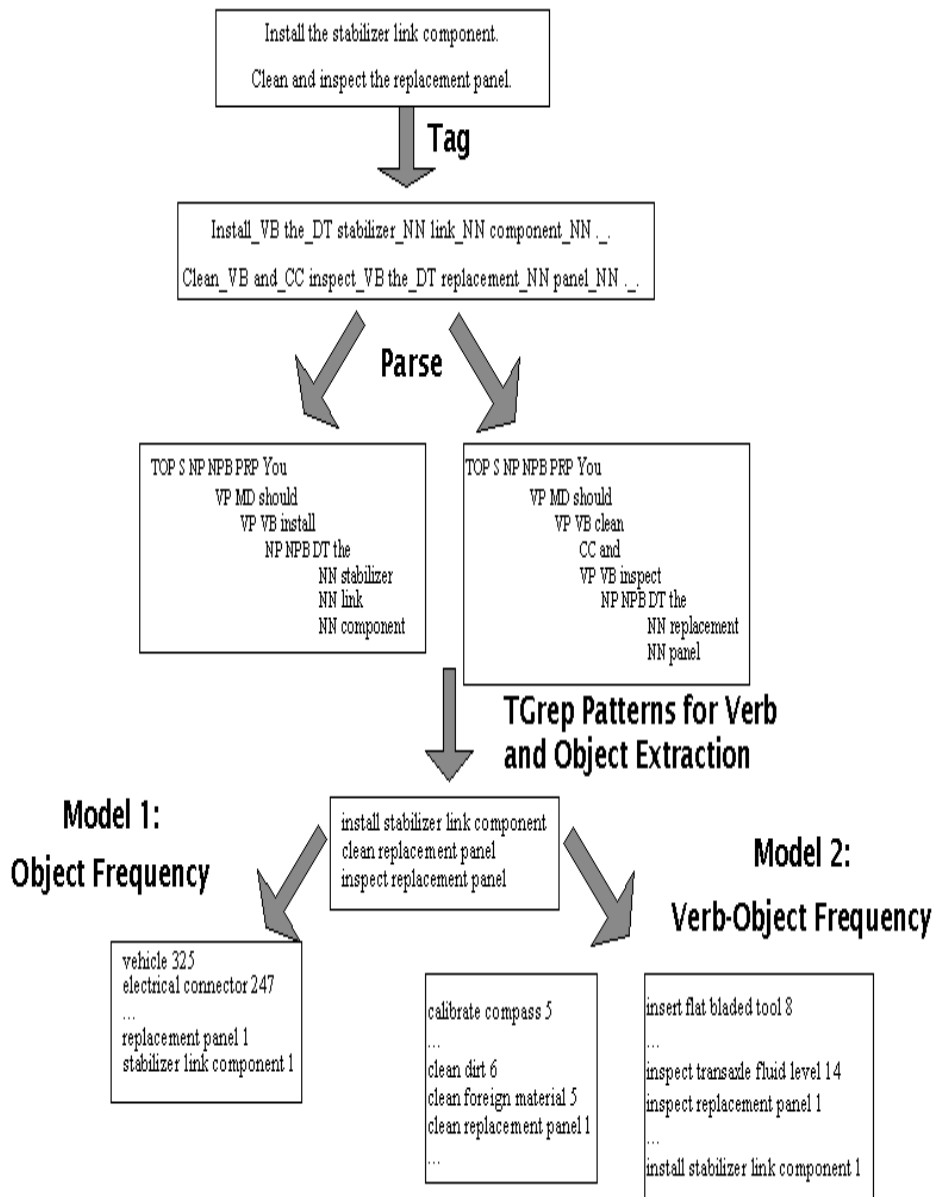 Install the stabilizer link component.
Clean and inspect the replacement panel.
Tag
Install_VB the_DT stabilizer_NN link_NN component_NN ._.
Clean_VB and_CC inspect_VB the_DT replacement_NN panel_NN ._.
Parse
TOP S NP NPB PRP You
VP MD should
VP VB install
NP NPB DT the
NN stabilizer
NN link
NN component
TOP S NP NPB PRP You
VP MD should
VP VB clean
CC and
VP VB inspect
NP NPB DT the
NN replacement
NN panel
TGrep Patterns for Verb
and Object Extraction
install stabilizer link component
clean replacement panel
inspect replacement panel
Model 1:
Object Frequency
Model 2:
Verb-Object Frequency
vehicle 325
electrical connector 247
...
replacement panel 1
stabilizer link component 1
calibrate compass 5
...
clean dirt 6
clean foreign material 5
clean replacement panel 1
...
insert flat bladed tool 8
...
inspect transaxle fluid level 14
inspect replacement panel 1
...
install stabilizer link component 1